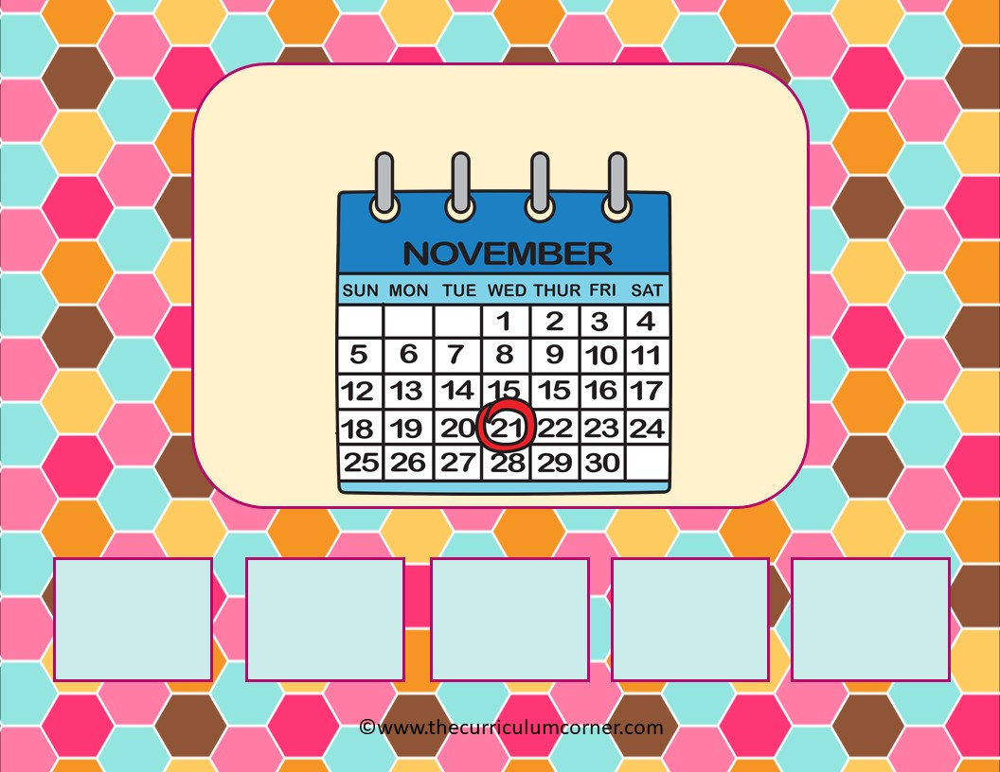 NOVEMBER
SUN MON TUE WED THUR FRI SAT
1 2 3 4
5 6 7 8 9 10 11
12 13 14 15 15 16 17
18 19 20 21 22 23 24
25 26 27 28 29 30
©www.thecurriculumcorner.com